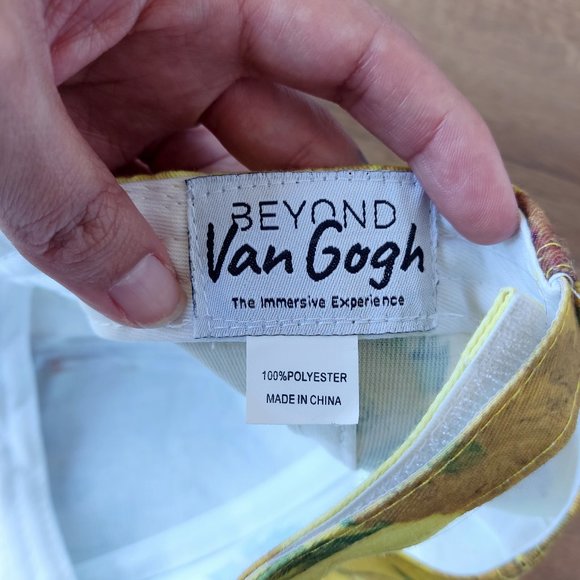 BEYOND
Van Gogh
The Immersive Experience
100%POLYESTER
MADE IN CHINA